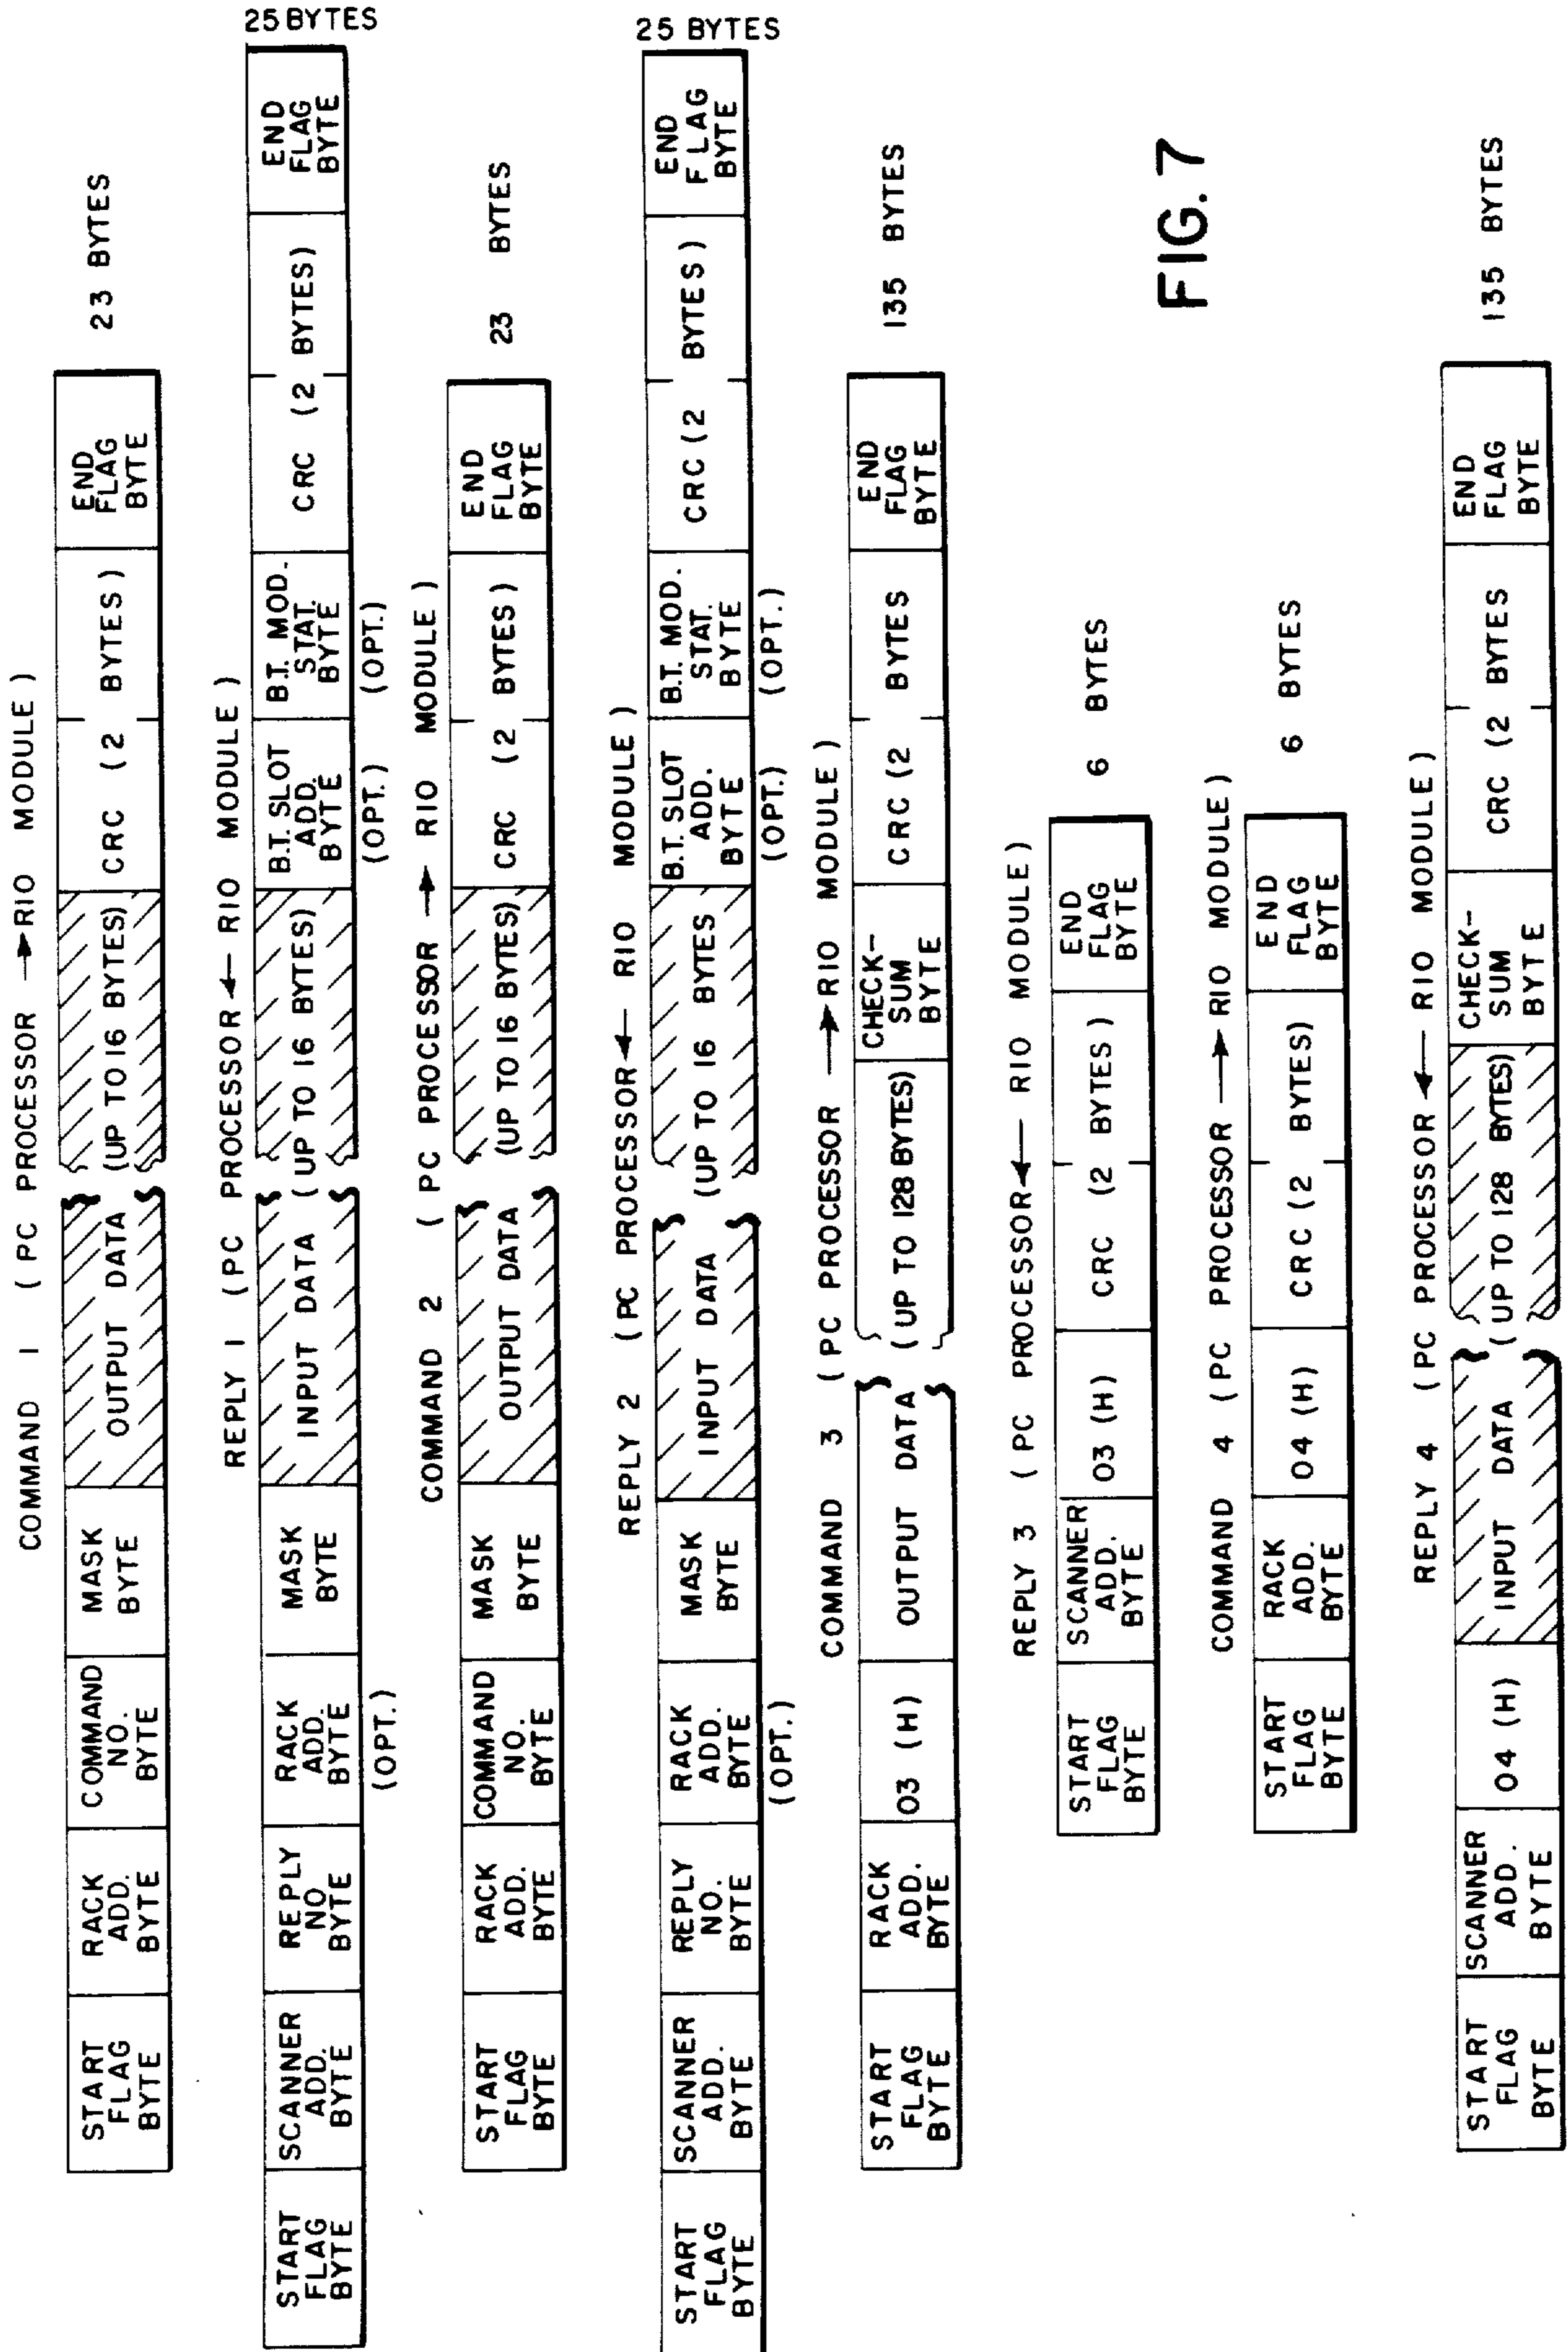 COMMAND 1 (PC PROCESSOR → RIO MODULE)
START FLAG BYTE
RACK ADD. BYTE
COMMAND NO. BYTE
MASK BYTE
OUTPUT DATA (UP TO 16 BYTES)
CRC (2 BYTES)
END FLAG BYTE
23 BYTES
REPLY 1 (PC PROCESSOR ← RIO MODULE)
START FLAG BYTE
SCANNER ADD. BYTE
REPLY NO BYTE
RACK ADD. BYTE
(OPT.)
MASK BYTE
INPUT DATA (UP TO 16 BYTES)
B.T. SLOT ADD. BYTE
(OPT.)
B.T. MOD. STAT. BYTE
(OPT.)
CRC (2 BYTES)
END FLAG BYTE
25 BYTES
COMMAND 2 (PC PROCESSOR → RIO MODULE)
START FLAG BYTE
RACK ADD. BYTE
COMMAND NO. BYTE
MASK BYTE
OUTPUT DATA (UP TO 16 BYTES)
CRC (2 BYTES)
END FLAG BYTE
23 BYTES
REPLY 2 (PC PROCESSOR ← RIO MODULE)
START FLAG BYTE
SCANNER ADD. BYTE
REPLY NO. BYTE
RACK ADD. BYTE
(OPT.)
MASK BYTE
INPUT DATA (UP TO 16 BYTES
B.T. SLOT ADD. BYTE
(OPT.)
B.T. MOD. STAT. BYTE
(OPT.)
CRC (2 BYTES)
END FLAG BYTE
25 BYTES
COMMAND 3 (PC PROCESSOR → RIO MODULE)
START FLAG BYTE
RACK ADD. BYTE
03 (H)
OUTPUT DATA (UP TO 128 BYTES)
CHECK-SUM BYTE
CRC (2 BYTES
END FLAG BYTE
135 BYTES
REPLY 3 (PC PROCESSOR ← RIO MODULE)
START FLAG BYTE
SCANNER ADD. BYTE
03 (H)
CRC (2 BYTES)
END FLAG BYTE
6 BYTES
COMMAND 4 (PC PROCESSOR → RIO MODULE)
START FLAG BYTE
RACK ADD. BYTE
04 (H)
CRC (2 BYTES)
END FLAG BYTE
6 BYTES
FIG. 7
REPLY 4 (PC PROCESSOR ← RIO MODULE)
START FLAG BYTE
SCANNER ADD. BYTE
04 (H)
INPUT DATA (UP TO 128 BYTES)
CHECK-SUM BYTE
CRC (2 BYTES
END FLAG BYTE
135 BYTES